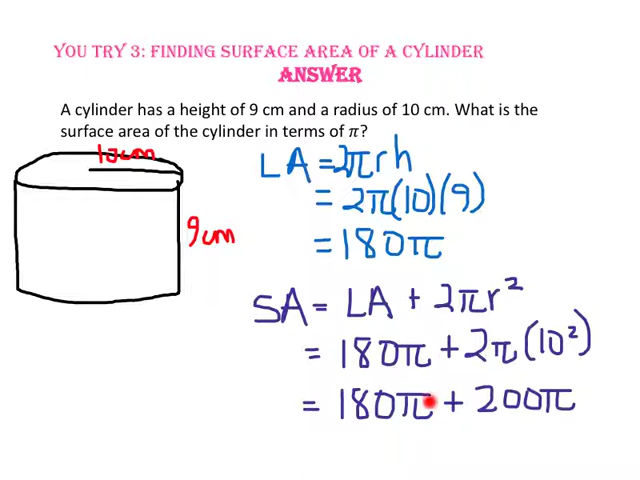 YOU TRY 3: FINDING SURFACE AREA OF A CYLINDER
ANSWER
A cylinder has a height of 9 cm and a radius of 10 cm. What is the
surface area of the cylinder in terms of π?
10cm
9cm
LA = 2πrh
= 2π(10)(9)
= 180π
SA = LA + 2πr²
= 180π + 2π(10²)
= 180π + 200π